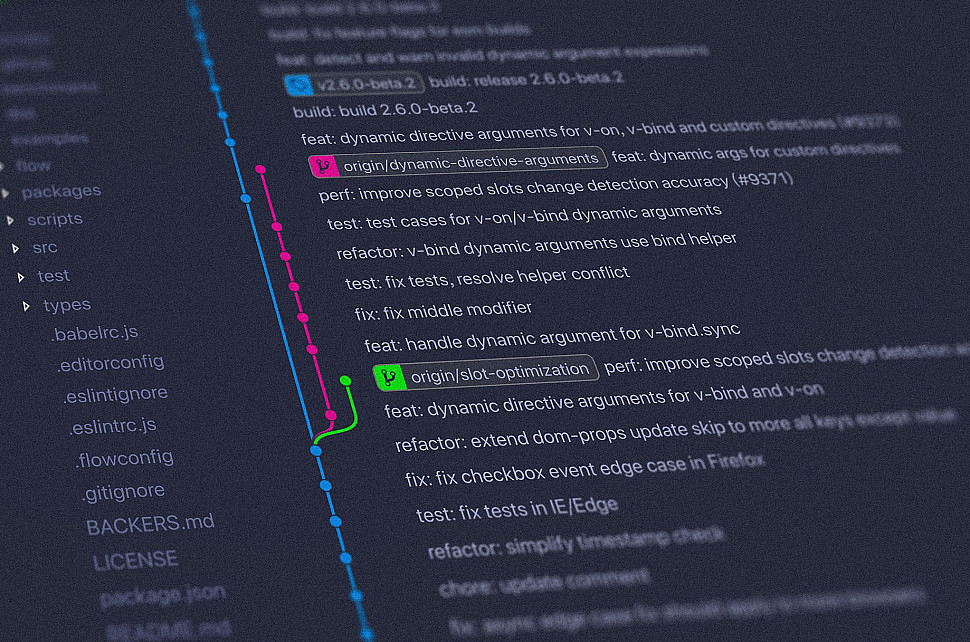 build: fix feature flags for esm builds
feat: detect and warn invalid dynamic argument expressions
v2.6.0-beta.2 build: release 2.6.0-beta.2
build: build 2.6.0-beta.2
feat: dynamic directive arguments for v-on, v-bind and custom directives (#9373)
origin/dynamic-directive-arguments feat: dynamic args for custom directives
perf: improve scoped slots change detection accuracy (#9371)
test: test cases for v-on/v-bind dynamic arguments
refactor: v-bind dynamic arguments use bind helper
test: fix tests, resolve helper conflict
fix: fix middle modifier
feat: handle dynamic argument for v-bind.sync
origin/slot-optimization perf: improve scoped slots change detection
feat: dynamic directive arguments for v-bind and v-on
refactor: extend dom-props update skip to more all keys except value
fix: fix checkbox event edge case in Firefox
test: fix tests in IE/Edge
refactor: simplify timestamp check
chore: update comment
fix: async edge case fix should apply to more browsers
examples
flow
packages
scripts
src
test
types
.babelrc.js
.editorconfig
.eslintignore
.eslintrc.js
.flowconfig
.gitignore
BACKERS.md
LICENSE
package.json
README.md